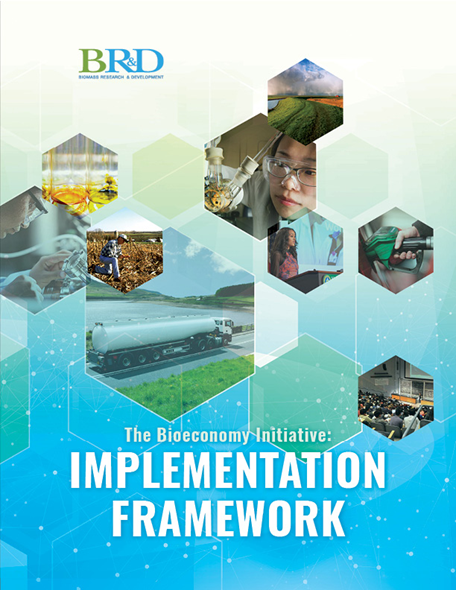 BR&D
BIOMASS RESEARCH & DEVELOPMENT
The Bioeconomy Initiative:
IMPLEMENTATION
FRAMEWORK